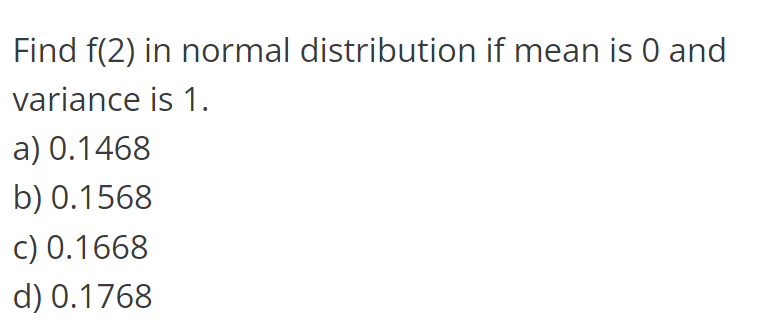 Find f(2) in normal distribution if mean is 0 and
variance is 1.
a) 0.1468
b) 0.1568
c) 0.1668
d) 0.1768